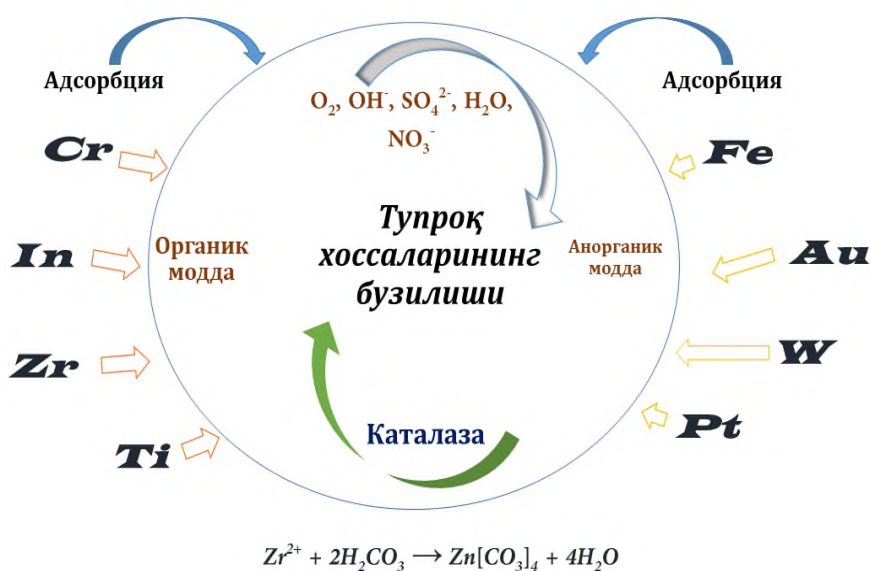 Адсорбция
Адсорбция
O₂, OH⁻, SO₄²⁻, H₂O,
NO₃⁻
Cr
Fe
Тупроқ
хоссаларининг
бузилиши
Органик
модда
Анорганик
модда
In
Au
Zr
W
Ti
Pt
Каталаза
Zr²⁺ + 2H₂CO₃ → Zn[CO₃]₄ + 4H₂O